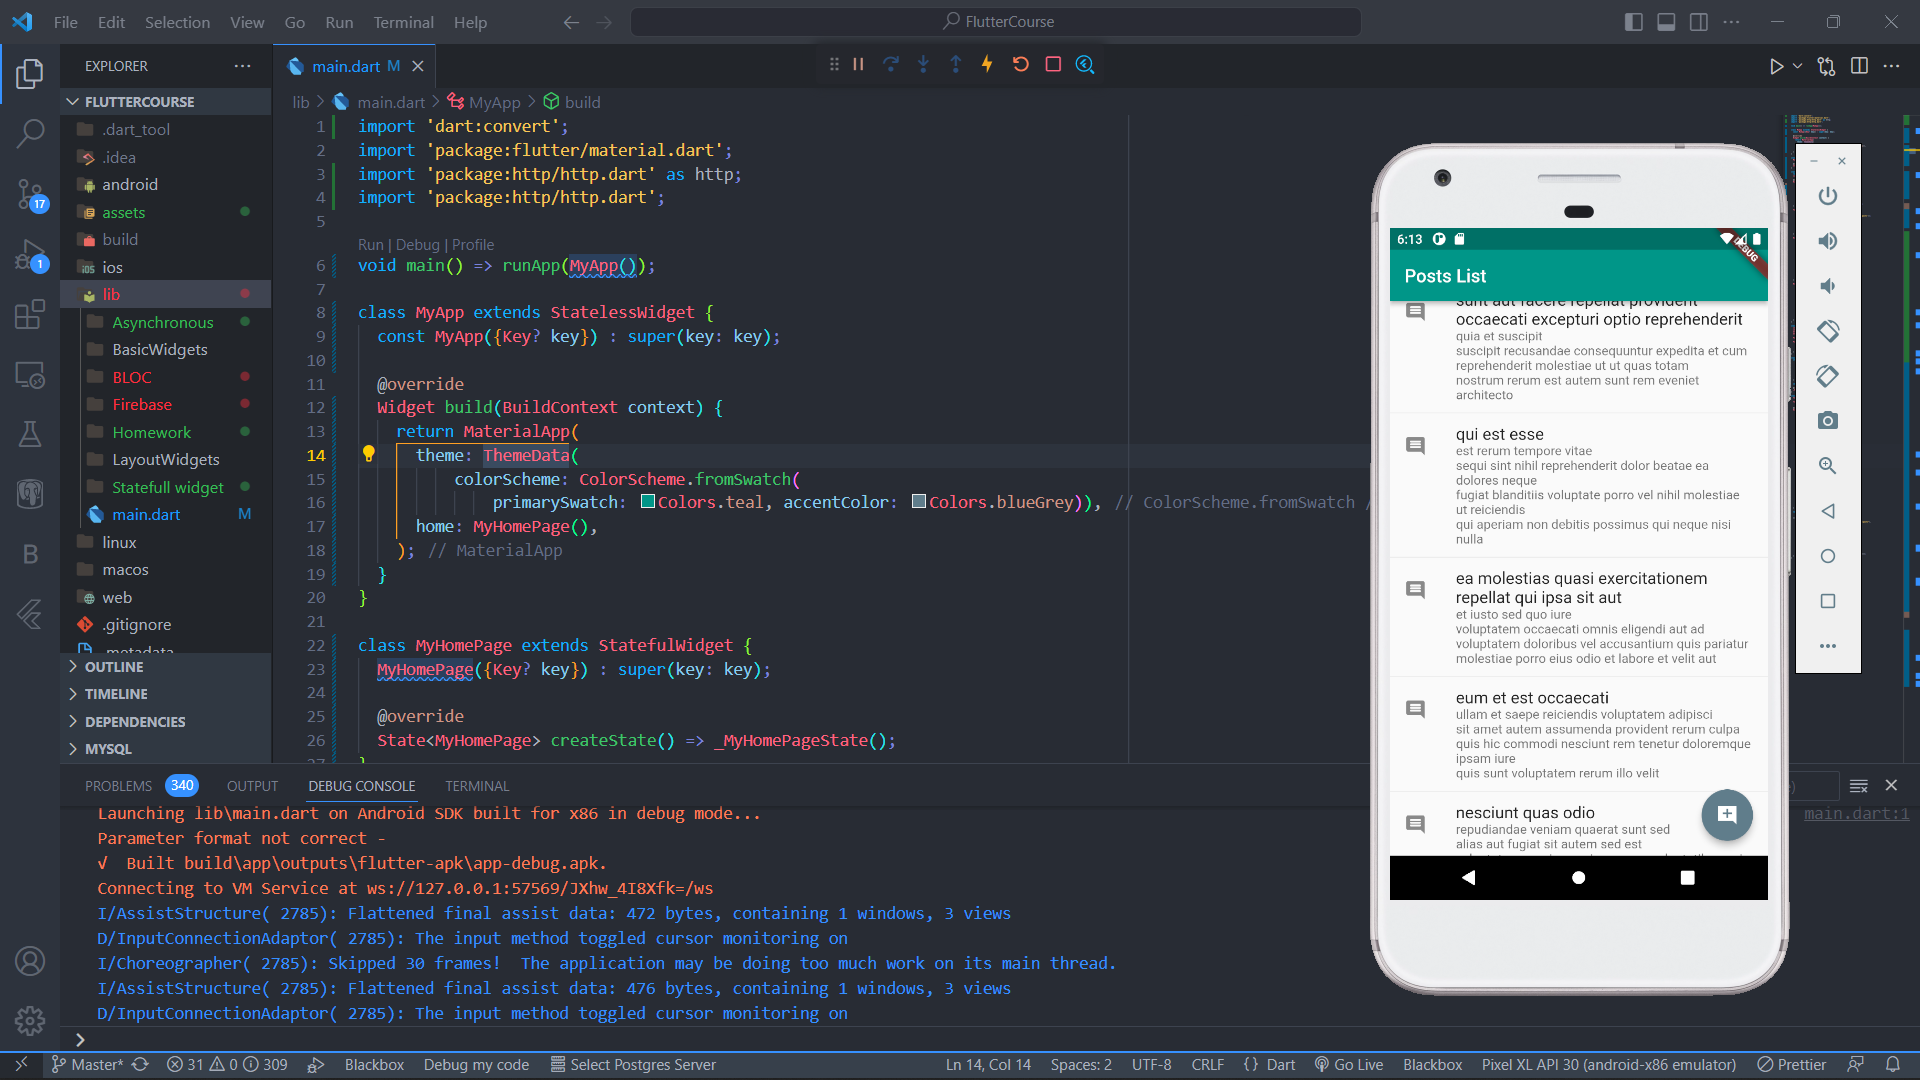 File Edit Selection View Go Run Terminal Help
FlutterCourse
EXPLORER
main.dart M
FLUTTERCOURSE
lib > main.dart > MyApp > build
.dart_tool
.idea
android
assets
build
ios
lib
Asynchronous
BasicWidgets
BLOC
Firebase
Homework
LayoutWidgets
Statefull widget
main.dart M
linux
macos
web
.gitignore
.metadata
OUTLINE
TIMELINE
DEPENDENCIES
MYSQL
17
1
1 import 'dart:convert';
2 import 'package:flutter/material.dart';
3 import 'package:http/http.dart' as http;
4 import 'package:http/http.dart';
5
Run | Debug | Profile
6 void main() => runApp(MyApp());
7
8 class MyApp extends StatelessWidget {
9 const MyApp({Key? key}) : super(key: key);
10
11 @override
12 Widget build(BuildContext context) {
13 return MaterialApp(
14 theme: ThemeData(
15 colorScheme: ColorScheme.fromSwatch(
16 primarySwatch: Colors.teal, accentColor: Colors.blueGrey)), // ColorScheme.fromSwatch /
17 home: MyHomePage(),
18 ); // MaterialApp
19 }
20 }
21
22 class MyHomePage extends StatefulWidget {
23 MyHomePage({Key? key}) : super(key: key);
24
25 @override
26 State<MyHomePage> createState() => _MyHomePageState();
27 }
6:13
DEBUG
Posts List
sunt aut facere repellat provident
occaecati excepturi optio reprehenderit
quia et suscipit
suscipit recusandae consequuntur expedita et cum
reprehenderit molestiae ut ut quas totam
nostrum rerum est autem sunt rem eveniet
architecto
qui est esse
est rerum tempore vitae
sequi sint nihil reprehenderit dolor beatae ea
dolores neque
fugiat blanditiis voluptate porro vel nihil molestiae
ut reiciendis
qui aperiam non debitis possimus qui neque nisi
nulla
ea molestias quasi exercitationem
repellat qui ipsa sit aut
et iusto sed quo iure
voluptatem occaecati omnis eligendi aut ad
voluptatem doloribus vel accusantium quis pariatur
molestiae porro eius odio et labore et velit aut
eum et est occaecati
ullam et saepe reiciendis voluptatem adipisci
sit amet autem assumenda provident rerum culpa
quis hic commodi nesciunt rem tenetur doloremque
ipsam iure
quis sunt voluptatem rerum illo velit
nesciunt quas odio
repudiandae veniam quaerat sunt sed
alias aut fugiat sit autem sed est
PROBLEMS 340 OUTPUT DEBUG CONSOLE TERMINAL
Launching lib\main.dart on Android SDK built for x86 in debug mode...
main.dart:1
Parameter format not correct -
√ Built build\app\outputs\flutter-apk\app-debug.apk.
Connecting to VM Service at ws://127.0.0.1:57569/JXhw_4I8Xfk=/ws
I/AssistStructure( 2785): Flattened final assist data: 472 bytes, containing 1 windows, 3 views
D/InputConnectionAdaptor( 2785): The input method toggled cursor monitoring on
I/Choreographer( 2785): Skipped 30 frames! The application may be doing too much work on its main thread.
I/AssistStructure( 2785): Flattened final assist data: 476 bytes, containing 1 windows, 3 views
D/InputConnectionAdaptor( 2785): The input method toggled cursor monitoring on
Master* 31 0 309 Blackbox Debug my code Select Postgres Server Ln 14, Col 14 Spaces: 2 UTF-8 CRLF {} Dart Go Live Blackbox Pixel XL API 30 (android-x86 emulator) Prettier